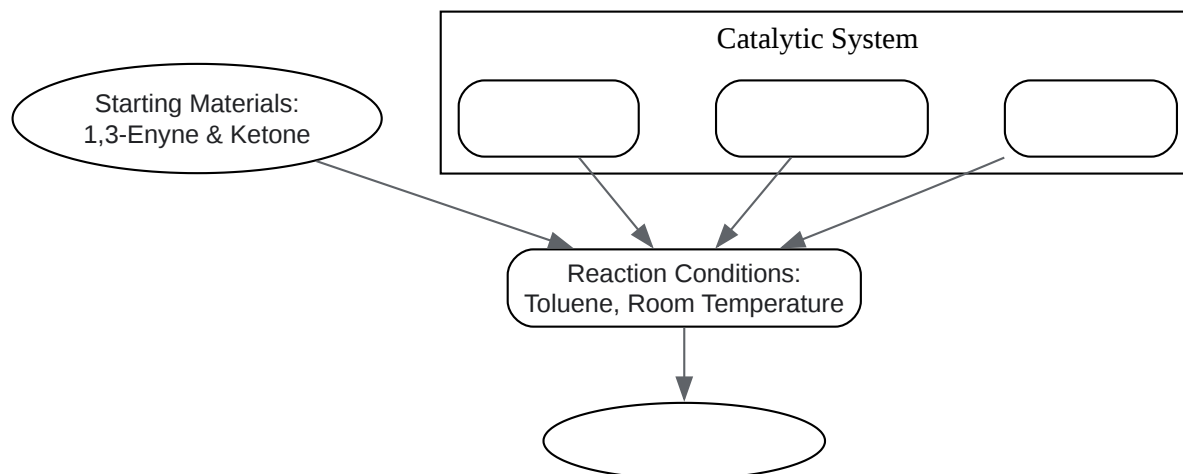 Catalytic System
Starting Materials:
1,3-Enyne & Ketone
Reaction Conditions:
Toluene, Room Temperature